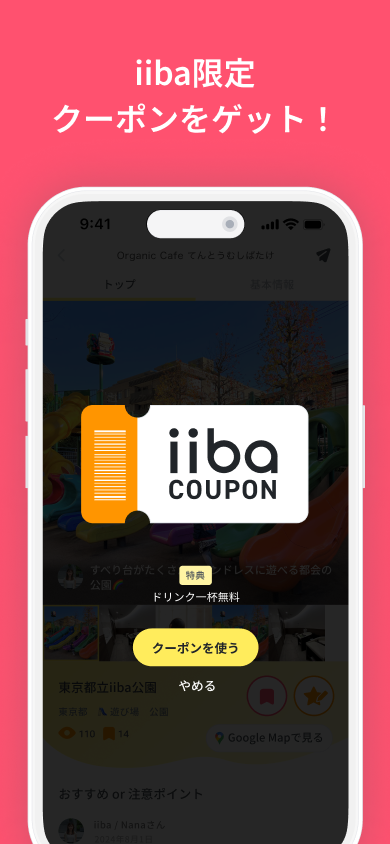 iiba限定
クーポンをゲット！
9:41
Organic Cafe てんとうむしばたけ
トップ
基本情報
iiba
COUPON
すべり台がたくさ
ンドレスに遊べる都会の
公園
特典
ドリンク一杯無料
クーポンを使う
やめる
東京都立iiba公園
東京都
遊び場
公園
110
14
Google Mapで見る
おすすめ or 注意ポイント
iiba / Nanaさん